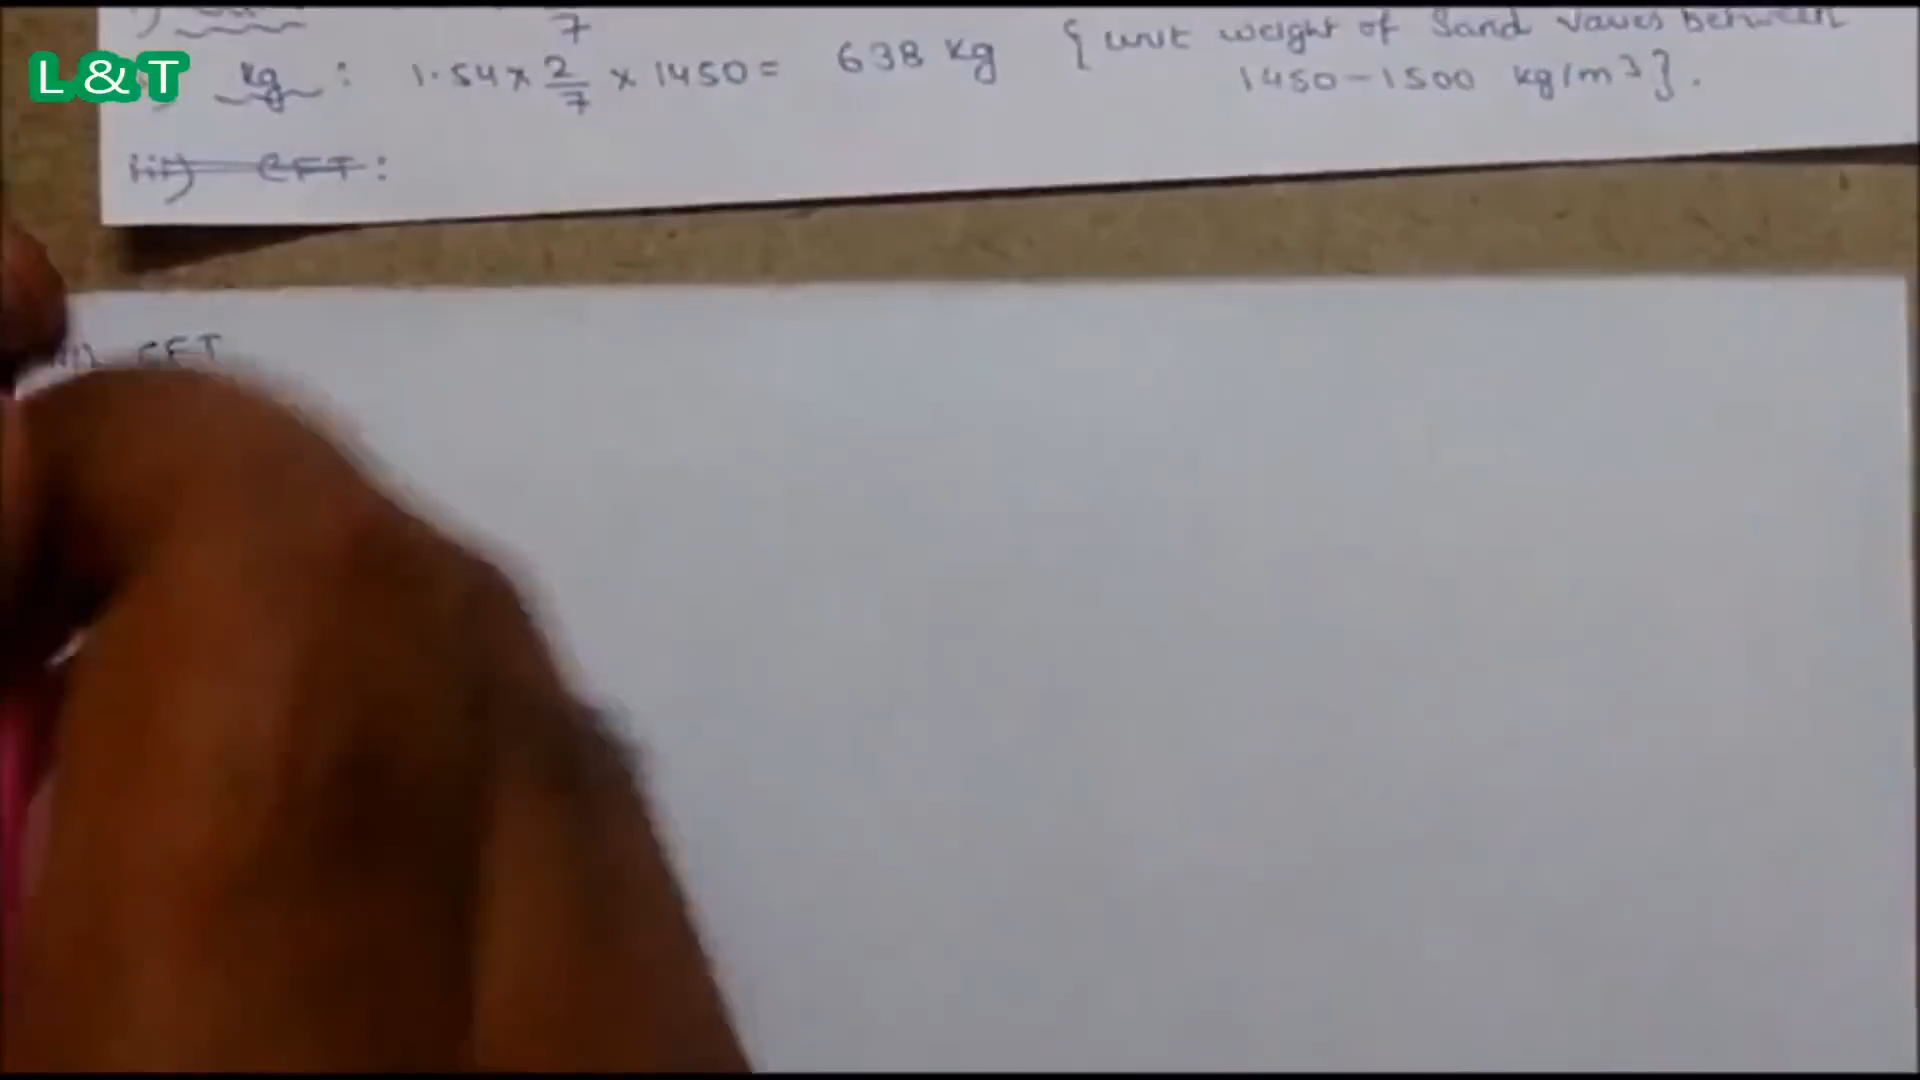 7
L & T
kg : 1.54 x 2/7 x 1450 = 638 kg { unit weight of sand varies between
1450-1500 kg/m³}.
iii) CFT:
CFT